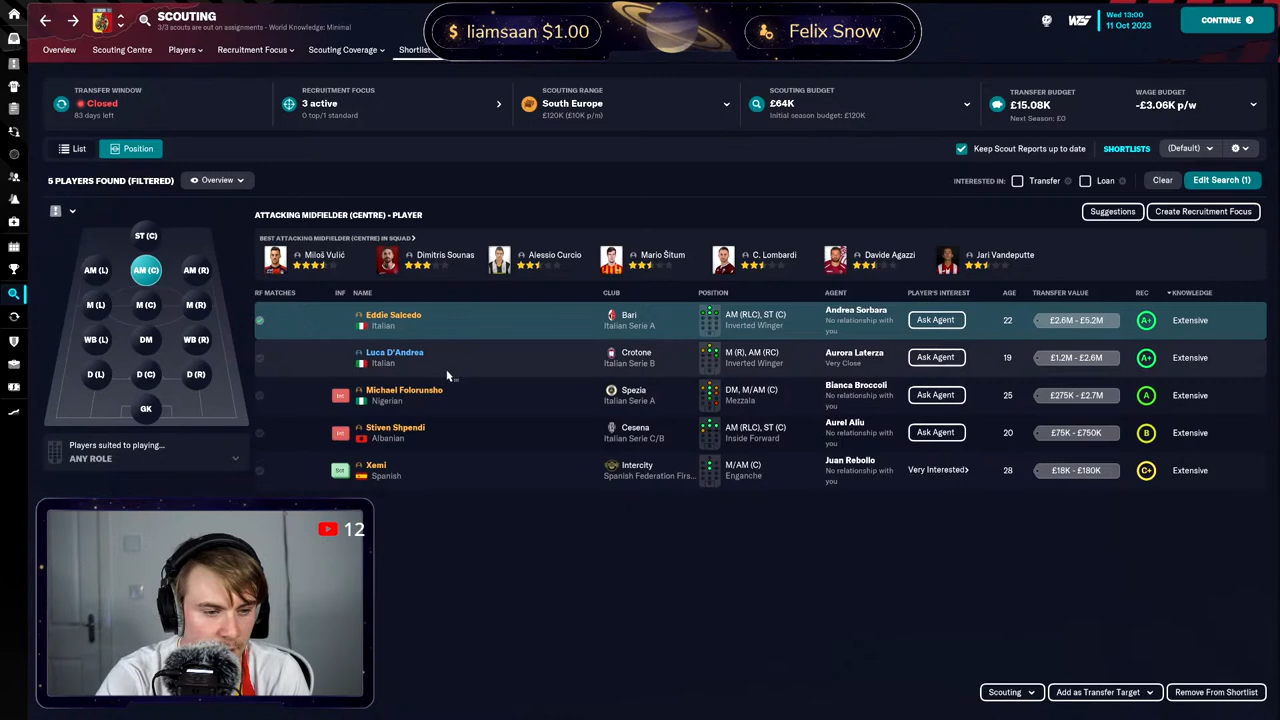 SCOUTING
3/3 scouts are out on assignments - World Knowledge: Minimal
$ liamsaan $1.00
Felix Snow
Wed 13:00
11 Oct 2023
CONTINUE
Overview
Scouting Centre
Players
Recruitment Focus
Scouting Coverage
Shortlist
TRANSFER WINDOW
Closed
83 days left
RECRUITMENT FOCUS
3 active
0 top/1 standard
SCOUTING RANGE
South Europe
£120K (£10K p/m)
SCOUTING BUDGET
£64K
Initial season budget: £120K
TRANSFER BUDGET
£15.08K
Next Season: £0
WAGE BUDGET
-£3.06K p/w
List
Position
Keep Scout Reports up to date
SHORTLISTS
(Default)
5 PLAYERS FOUND (FILTERED)
Overview
INTERESTED IN:
Transfer
Loan
Clear
Edit Search (1)
ATTACKING MIDFIELDER (CENTRE) - PLAYER
Suggestions
Create Recruitment Focus
BEST ATTACKING MIDFIELDER (CENTRE) IN SQUAD
Miloš Vulić
Dimitris Sounas
Alessio Curcio
Mario Štum
C. Lombardi
Davide Agazzi
Jari Vandeputte
ST (C)
AM (L)
AM (C)
AM (R)
M (L)
M (C)
M (R)
WB (L)
DM
WB (R)
D (L)
D (C)
D (R)
GK
Players suited to playing...
ANY ROLE
RF MATCHES INF NAME CLUB POSITION AGENT PLAYER'S INTEREST AGE TRANSFER VALUE REC KNOWLEDGE
Eddie Salcedo
Italian
Bari
Italian Serie A
AM (RLC), ST (C)
Inverted Winger
Andrea Sorbara
No relationship with you
Ask Agent
22
£2.6M - £5.2M
A+
Extensive
Luca D'Andrea
Italian
Crotone
Italian Serie B
M (R), AM (RC)
Inverted Winger
Aurora Laterza
Very Close
Ask Agent
19
£1.2M - £2.6M
A+
Extensive
Int
Michael Folorunsho
Nigerian
Spezia
Italian Serie A
DM, M/AM (C)
Mezzala
Bianca Broccoli
No relationship with you
Ask Agent
25
£275K - £2.7M
A
Extensive
Int
Stiven Shpendi
Albanian
Cesena
Italian Serie C/B
AM (RL), ST (C)
Inside Forward
Aurel Aliu
No relationship with you
Ask Agent
20
£75K - £750K
B
Extensive
Xemi
Spanish
Intercity
Spanish Federation Firs...
M/AM (C)
Enganche
Juan Rebollo
No relationship with you
Very Interested
28
£18K - £180K
C+
Extensive
12
Scouting
Add as Transfer Target
Remove From Shortlist